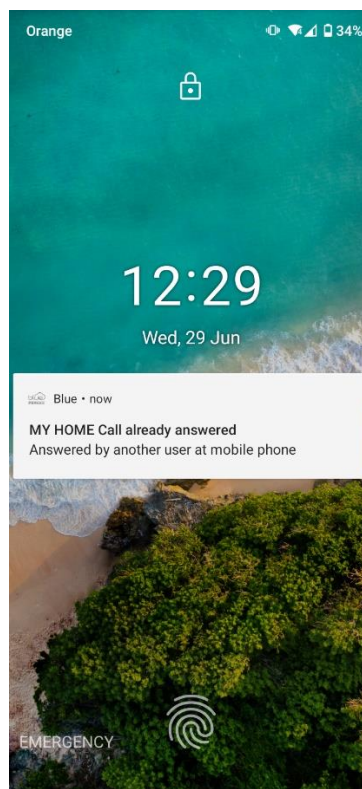 Orange
34%
12:29
Wed, 29 Jun
Blue • now
MY HOME Call already answered
Answered by another user at mobile phone
EMERGENCY